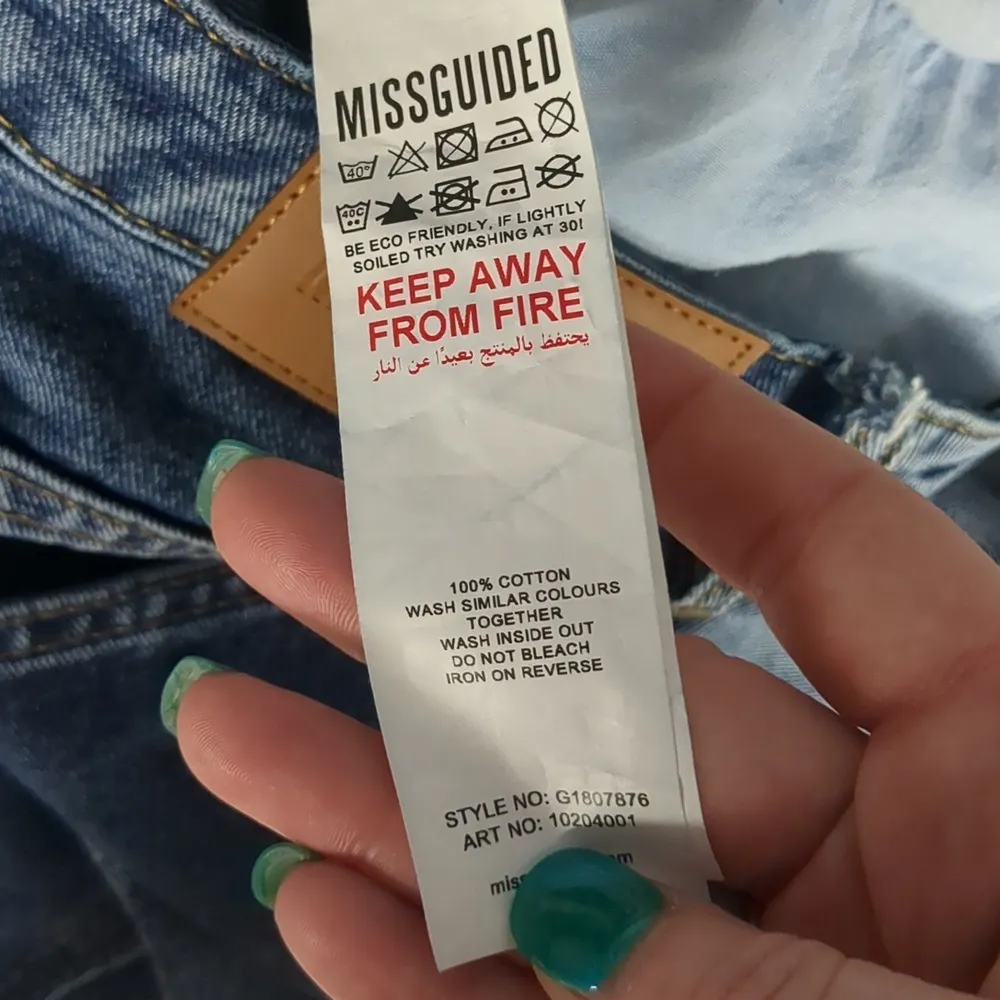 MISSGUIDED
40°
40C
BE ECO FRIENDLY, IF LIGHTLY
SOILED TRY WASHING AT 30!
KEEP AWAY
FROM FIRE
يحتفظ بالمنتج بعيدًا عن النار
100% COTTON
WASH SIMILAR COLOURS
TOGETHER
WASH INSIDE OUT
DO NOT BLEACH
IRON ON REVERSE
STYLE NO: G1807876
ART NO: 10204001